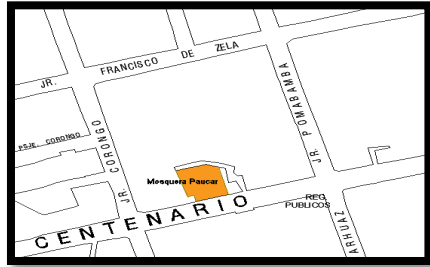 JR. FRANCISCO DE ZELA
PSJE. CORONGO
JR. CORONGO
JR. POMABAMBA
Mosquera Paucar
REG.
PUBLICOS
CENTENARIO
ARHUAZ